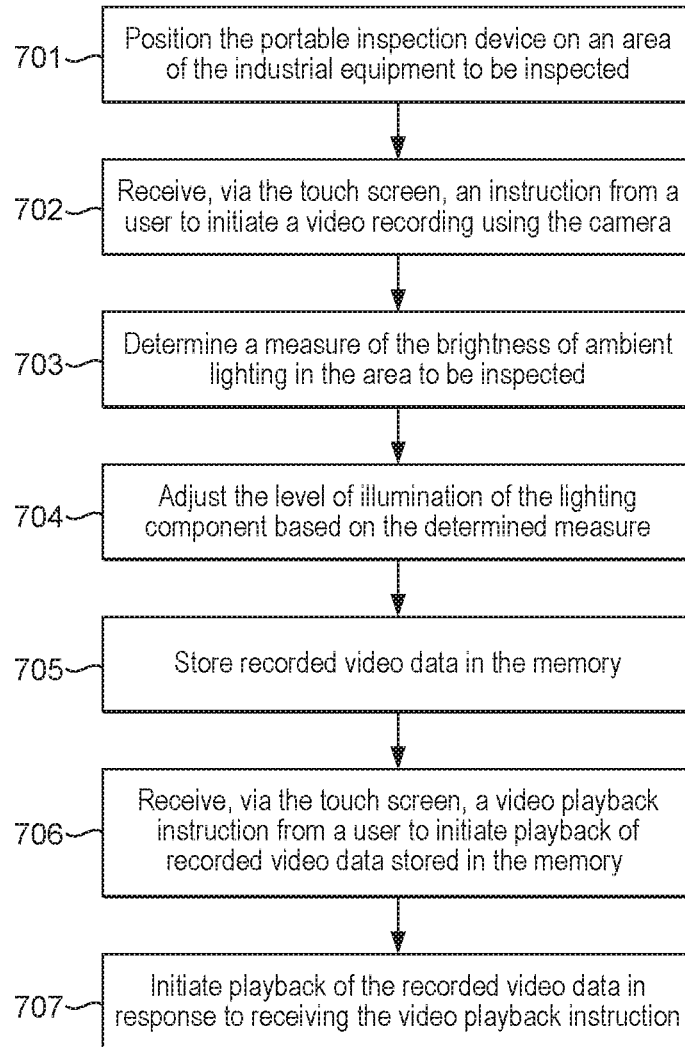 701
Position the portable inspection device on an area
of the industrial equipment to be inspected
702
Receive, via the touch screen, an instruction from a
user to initiate a video recording using the camera
703
Determine a measure of the brightness of ambient
lighting in the area to be inspected
704
Adjust the level of illumination of the lighting
component based on the determined measure
705
Store recorded video data in the memory
706
Receive, via the touch screen, a video playback
instruction from a user to initiate playback of
recorded video data stored in the memory
707
Initiate playback of the recorded video data in
response to receiving the video playback instruction